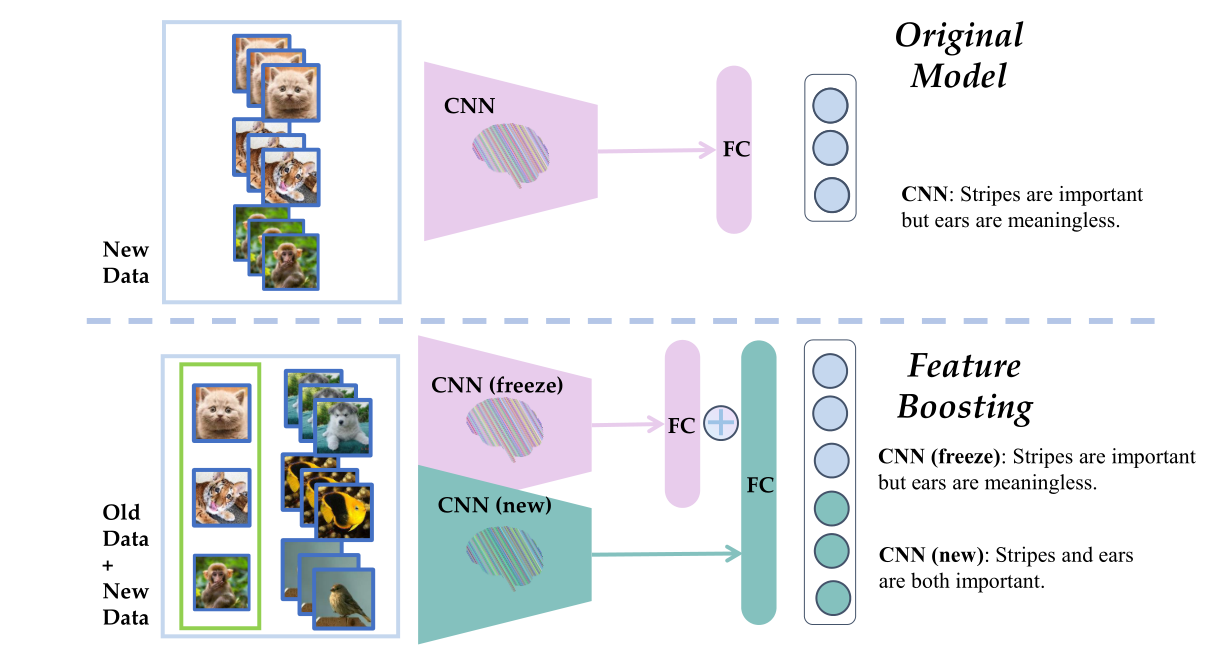 Original
Model
CNN
FC
CNN: Stripes are important
but ears are meaningless.
New
Data
Feature
Boosting
CNN (freeze)
FC
CNN (freeze): Stripes are important
but ears are meaningless.
FC
CNN (new)
Old
Data
+
New
Data
CNN (new): Stripes and ears
are both important.